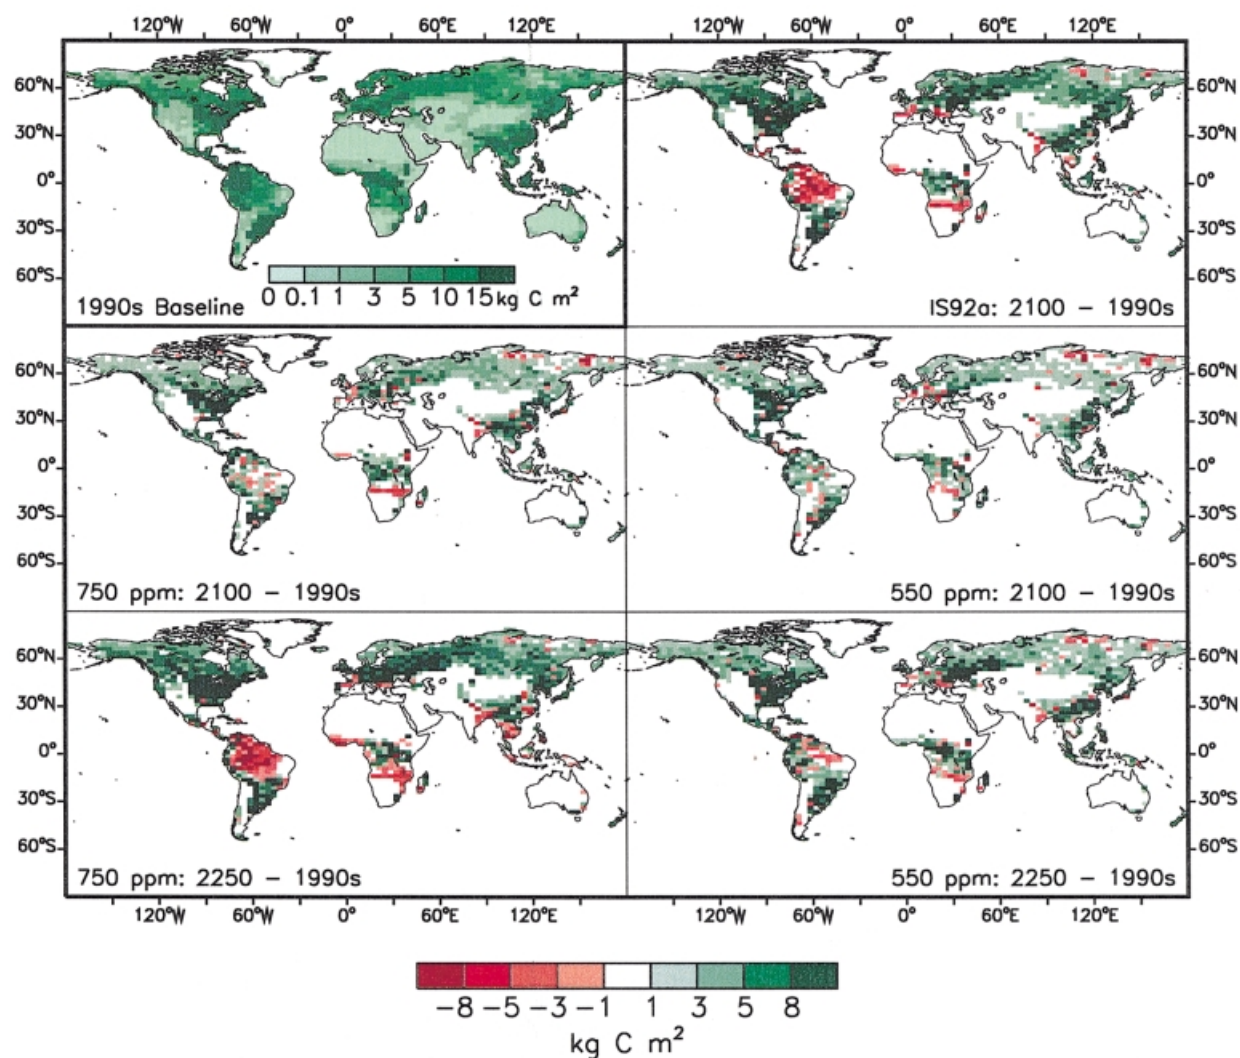 120°W 60°W 0° 60°E 120°E 120°W 60°W 0° 60°E 120°E
60°N 60°N
30°N 30°N
0° 0°
30°S 30°S
60°S 60°S
0 0.1 1 3 5 10 15 kg C m²
1990s Baseline
IS92a: 2100 − 1990s
60°N 60°N
30°N 30°N
0° 0°
30°S 30°S
60°S 60°S
750 ppm: 2100 − 1990s
550 ppm: 2100 − 1990s
60°N 60°N
30°N 30°N
0° 0°
30°S 30°S
60°S 60°S
750 ppm: 2250 − 1990s
550 ppm: 2250 − 1990s
120°W 60°W 0° 60°E 120°E 120°W 60°W 0° 60°E 120°E
−8 −5 −3 −1 1 3 5 8
kg C m²